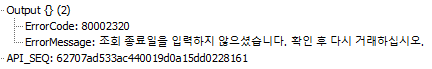 Output {} (2)
ErrorCode: 80002320
ErrorMessage: 조회 종료일을 입력하지 않으셨습니다. 확인 후 다시 거래하십시오.
API_SEQ: 62707ad533ac440019d0a15dd0228161